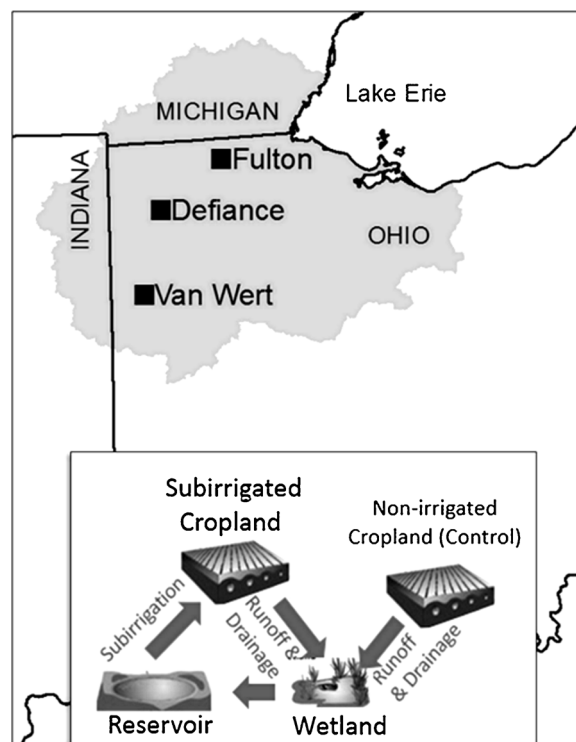 Lake Erie
MICHIGAN
Fulton
INDIANA
Defiance
OHIO
Van Wert
Subirrigated
Cropland
Non-irrigated
Cropland (Control)
Subirrigation
Runoff &
Drainage
Runoff
& Drainage
Reservoir
Wetland